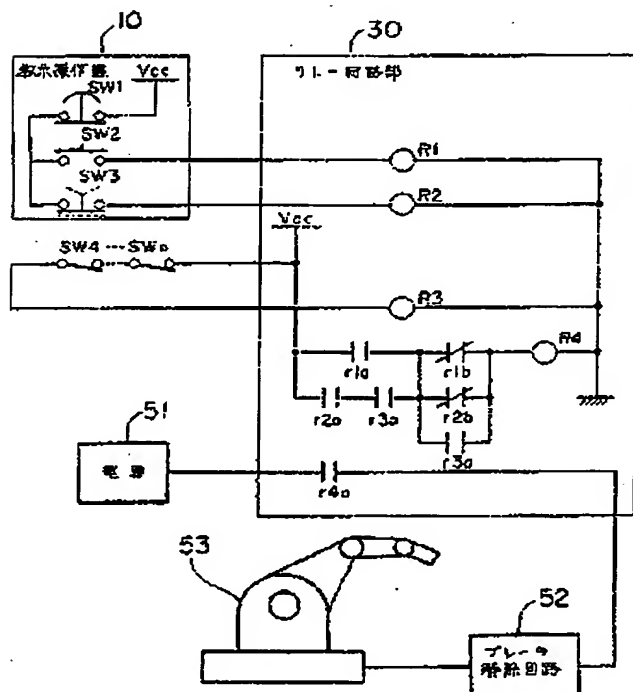 10
30
教示操作盤
Vcc
SW1
SW2
SW3
リレー回路部
R1
R2
Vcc
SW4 --- SWn
R3
r1a
r1b
R4
r2a
r3a
r2b
r3a
51
電源
r4a
53
52
ブレーキ
解除回路